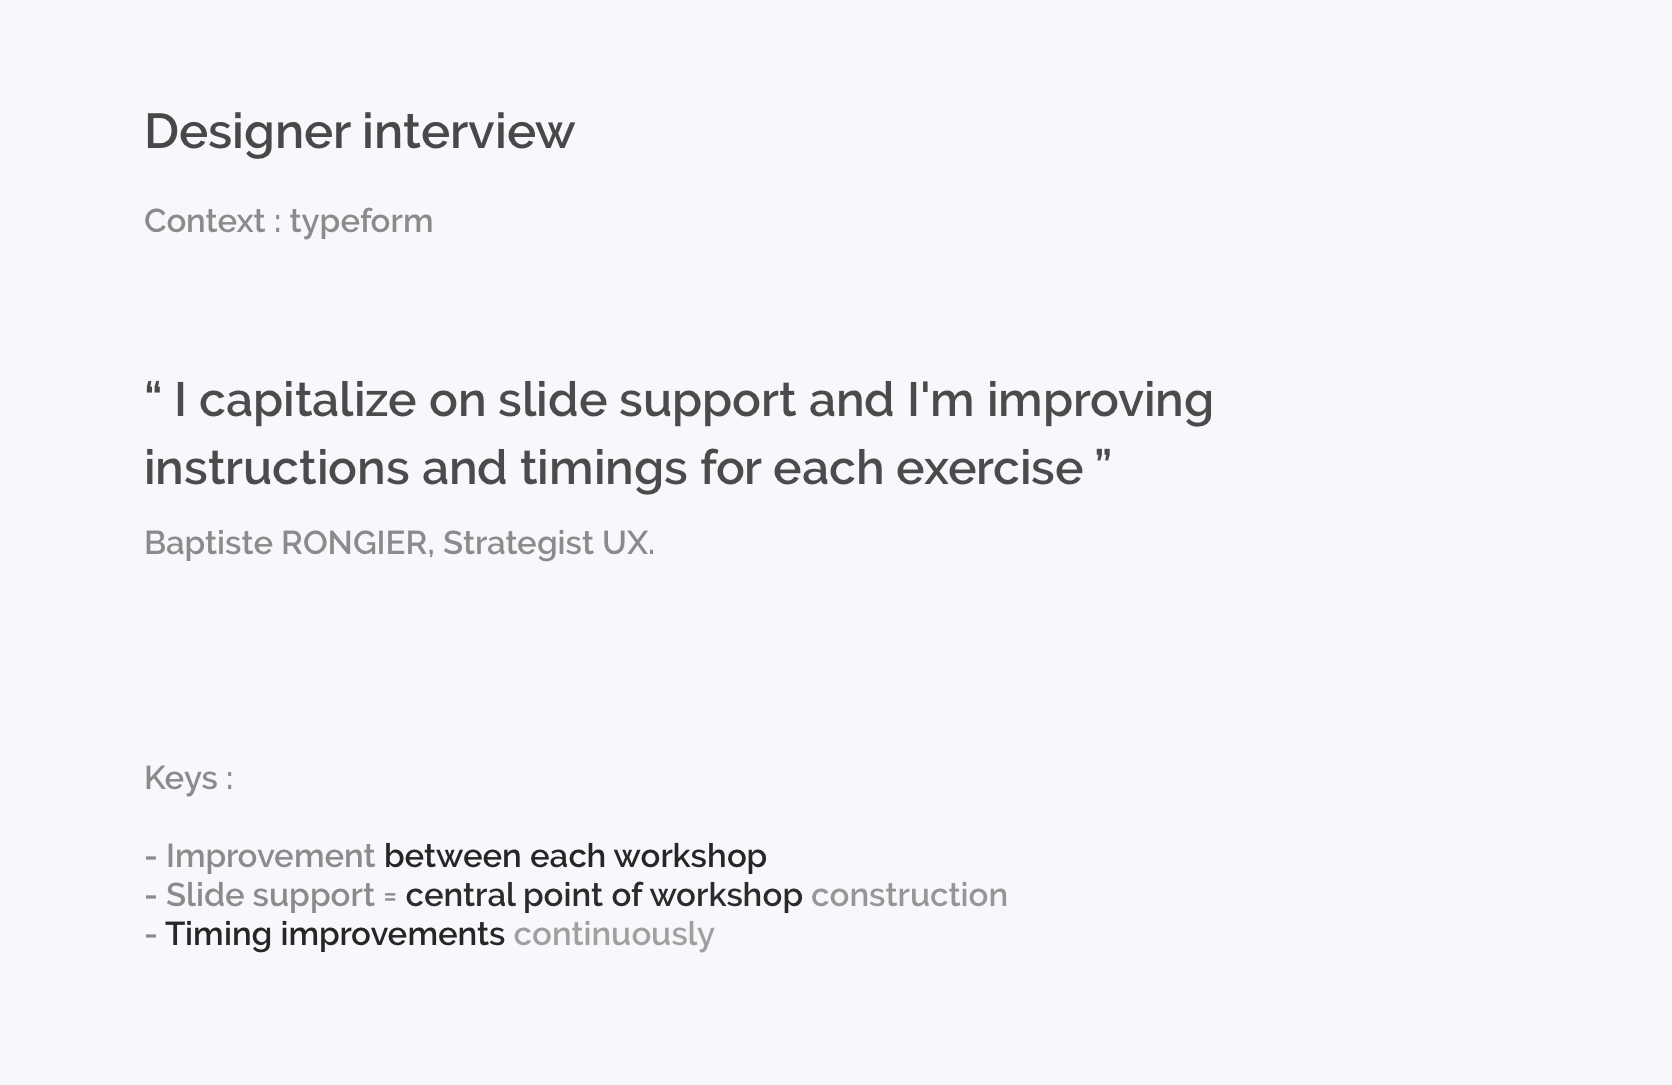 Designer interview
Context : typeform
“ I capitalize on slide support and I'm improving
instructions and timings for each exercise ”
Baptiste RONGIER, Strategist UX.
Keys :
- Improvement between each workshop
- Slide support = central point of workshop construction
- Timing improvements continuously